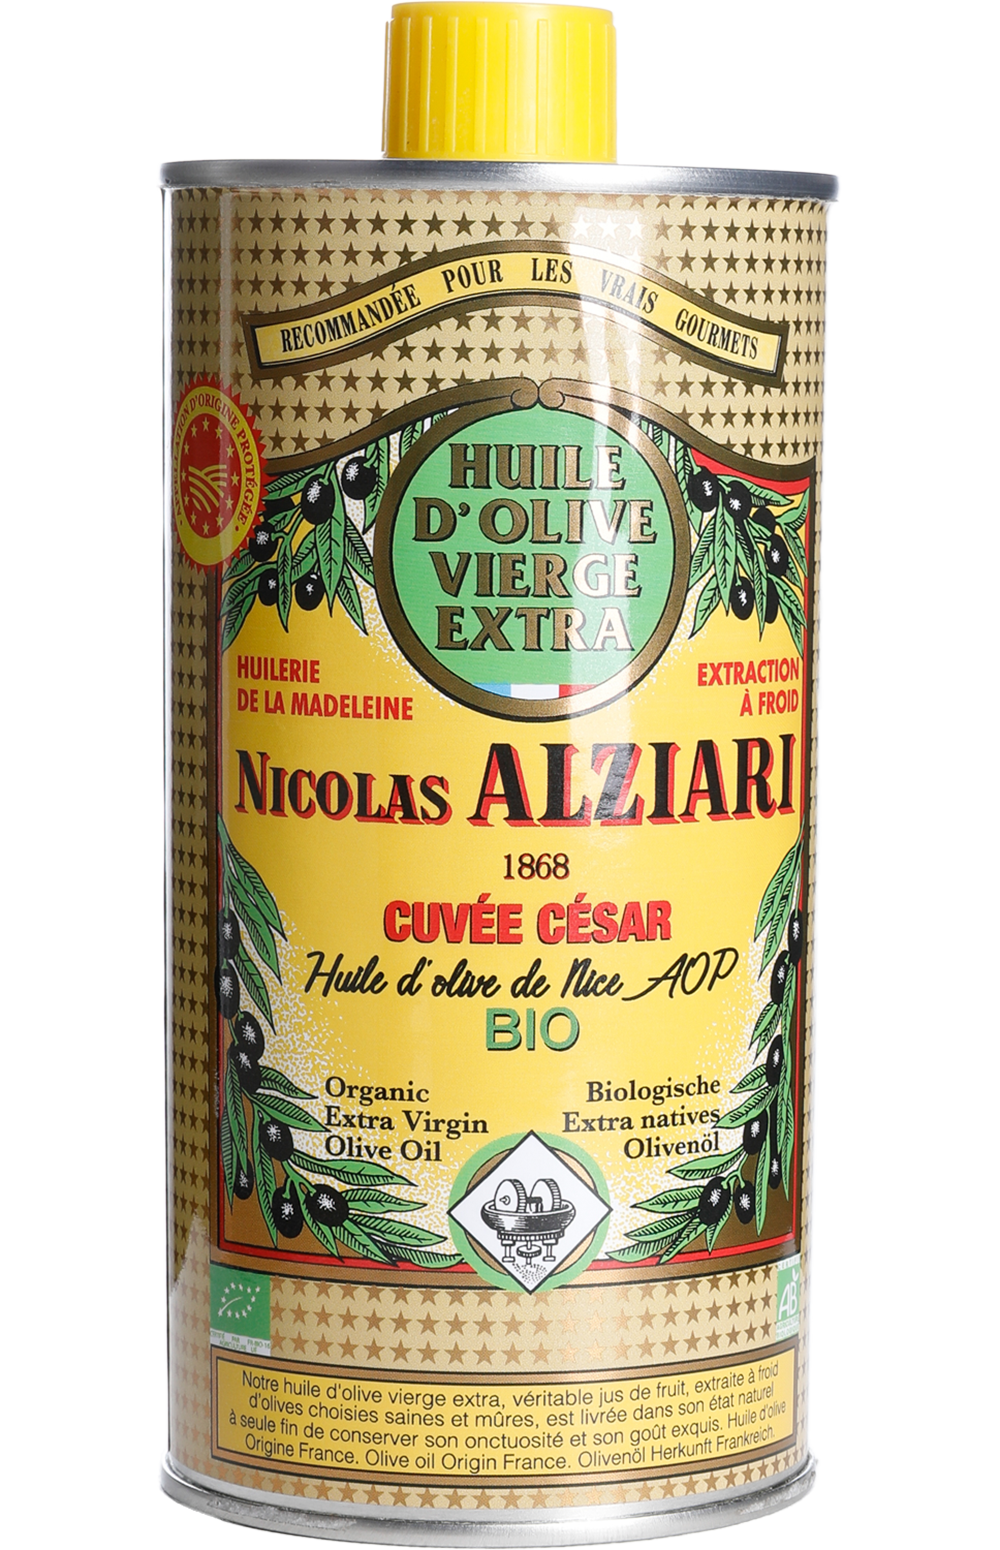 RECOMMANDÉE POUR LES VRAIS GOURMETS
D'ORIGINE PROTÉGÉE
HUILE
D'OLIVE
VIERGE
EXTRA
HUILERIE
DE LA MADELEINE
EXTRACTION
À FROID
NICOLAS ALZIARI
1868
CUVÉE CÉSAR
Huile d'olive de Nice AOP
BIO
Organic
Extra Virgin
Olive Oil
Biologische
Extra natives
Olivenöl
AB
Notre huile d'olive vierge extra, véritable jus de fruit, extraite à froid
d'olives choisies saines et mûres, est livrée dans son état naturel
à seule fin de conserver son onctuosité et son goût exquis. Huile d'olive
Origine France. Olive oil Origin France. Olivenöl Herkunft Frankreich.